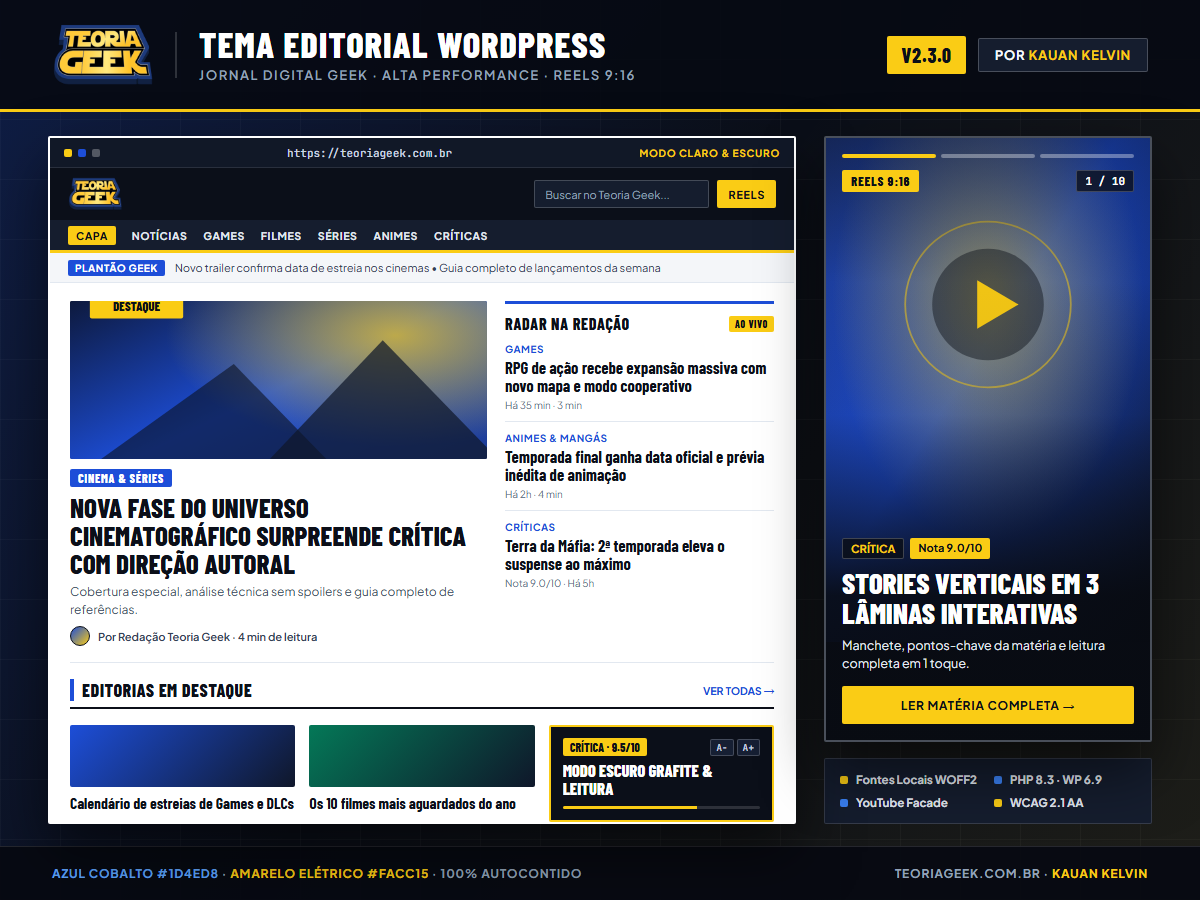 TEORIA
GEEK
TEMA EDITORIAL WORDPRESS
JORNAL DIGITAL GEEK · ALTA PERFORMANCE · REELS 9:16
V2.3.0
POR KAUAN KELVIN
https://teoriageek.com.br
MODO CLARO & ESCURO
TEORIA
GEEK
Buscar no Teoria Geek...
REELS
CAPA
NOTÍCIAS
GAMES
FILMES
SÉRIES
ANIMES
CRÍTICAS
PLANTÃO GEEK
Novo trailer confirma data de estreia nos cinemas • Guia completo de lançamentos da semana
DESTAQUE
CINEMA & SÉRIES
NOVA FASE DO UNIVERSO
CINEMATOGRÁFICO SURPREENDE CRÍTICA
COM DIREÇÃO AUTORAL
Cobertura especial, análise técnica sem spoilers e guia completo de
referências.
Por Redação Teoria Geek · 4 min de leitura
RADAR NA REDAÇÃO
AO VIVO
GAMES
RPG de ação recebe expansão massiva com
novo mapa e modo cooperativo
Há 35 min · 3 min
ANIMES & MANGÁS
Temporada final ganha data oficial e prévia
inédita de animação
Há 2h · 4 min
CRÍTICAS
Terra da Máfia: 2ª temporada eleva o
suspense ao máximo
Nota 9.0/10 · Há 5h
EDITORIAS EM DESTAQUE
VER TODAS →
Calendário de estreias de Games e DLCs
Os 10 filmes mais aguardados do ano
CRÍTICA · 9.5/10
A-
A+
MODO ESCURO GRAFITE &
LEITURA
REELS 9:16
1 / 10
CRÍTICA
Nota 9.0/10
STORIES VERTICAIS EM 3
LÂMINAS INTERATIVAS
Manchete, pontos-chave da matéria e leitura
completa em 1 toque.
LER MATÉRIA COMPLETA →
Fontes Locais WOFF2
PHP 8.3 · WP 6.9
YouTube Facade
WCAG 2.1 AA
AZUL COBALTO #1D4ED8 · AMARELO ELÉTRICO #FACC15 · 100% AUTOCONTIDO
TEORIAGEEK.COM.BR · KAUAN KELVIN